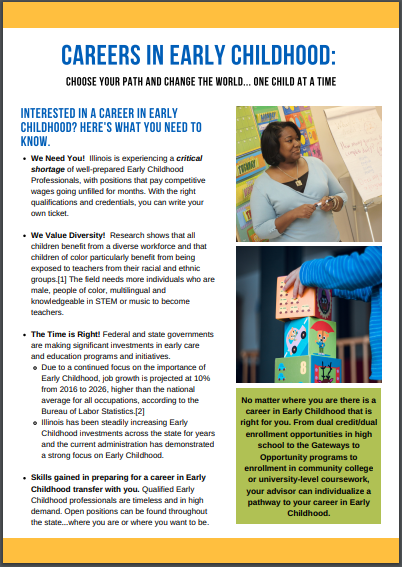 CAREERS IN EARLY CHILDHOOD:
CHOOSE YOUR PATH AND CHANGE THE WORLD... ONE CHILD AT A TIME
INTERESTED IN A CAREER IN EARLY
CHILDHOOD? HERE'S WHAT YOU NEED TO
KNOW.
• We Need You! Illinois is experiencing a critical
shortage of well-prepared Early Childhood
Professionals, with positions that pay competitive
wages going unfilled for months. With the right
qualifications and credentials, you can write your
own ticket.
• We Value Diversity! Research shows that all
children benefit from a diverse workforce and that
children of color particularly benefit from being
exposed to teachers from their racial and ethnic
groups.[1] The field needs more individuals who are
male, people of color, multilingual and
knowledgeable in STEM or music to become
teachers.
• The Time is Right! Federal and state governments
are making significant investments in early care
and education programs and initiatives.
Due to a continued focus on the importance of
Early Childhood, job growth is projected at 10%
from 2016 to 2026, higher than the national
average for all occupations, according to the
Bureau of Labor Statistics.[2]
Illinois has been steadily increasing Early
Childhood investments across the state for years
and the current administration has demonstrated
a strong focus on Early Childhood.
• Skills gained in preparing for a career in Early
Childhood transfer with you. Qualified Early
Childhood professionals are timeless and in high
demand. Open positions can be found throughout
the state...where you are or where you want to be.
No matter where you are there is a
career in Early Childhood that is
right for you. From dual credit/dual
enrollment opportunities in high
school to the Gateways to
Opportunity programs to
enrollment in community college
or university-level coursework,
your advisor can individualize a
pathway to your career in Early
Childhood.